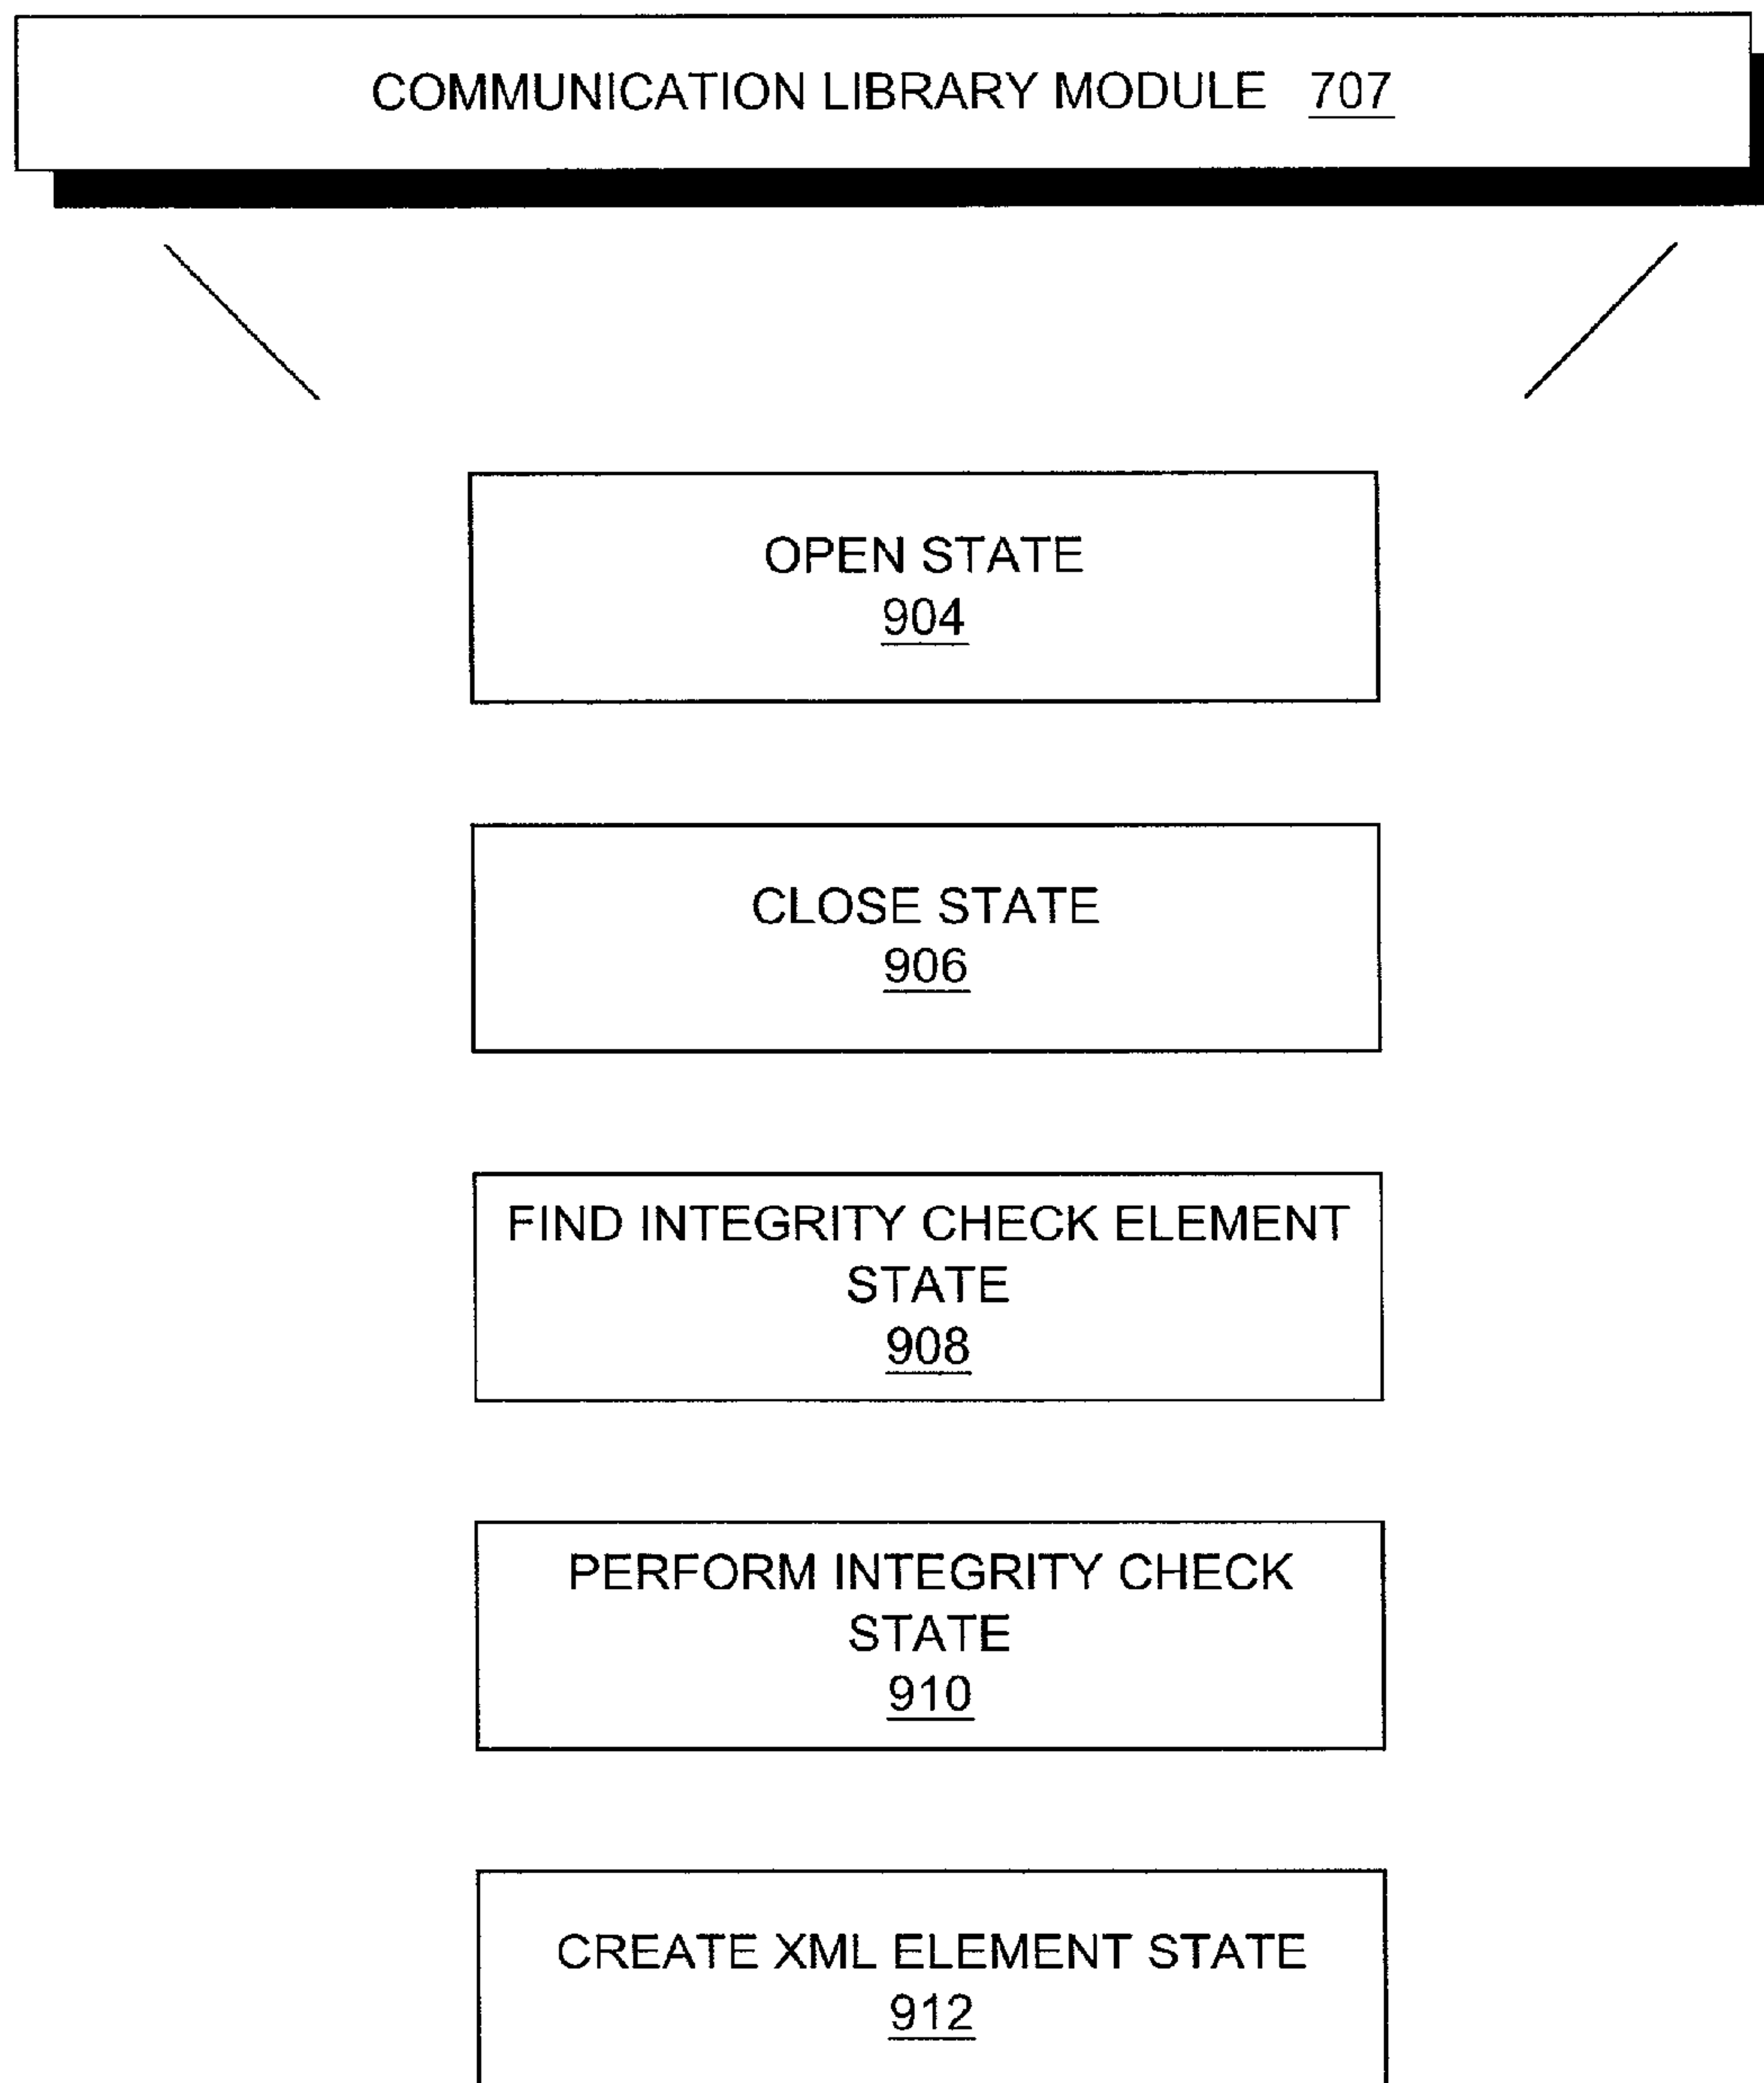 COMMUNICATION LIBRARY MODULE 707
OPEN STATE
904
CLOSE STATE
906
FIND INTEGRITY CHECK ELEMENT
STATE
908
PERFORM INTEGRITY CHECK
STATE
910
CREATE XML ELEMENT STATE
912